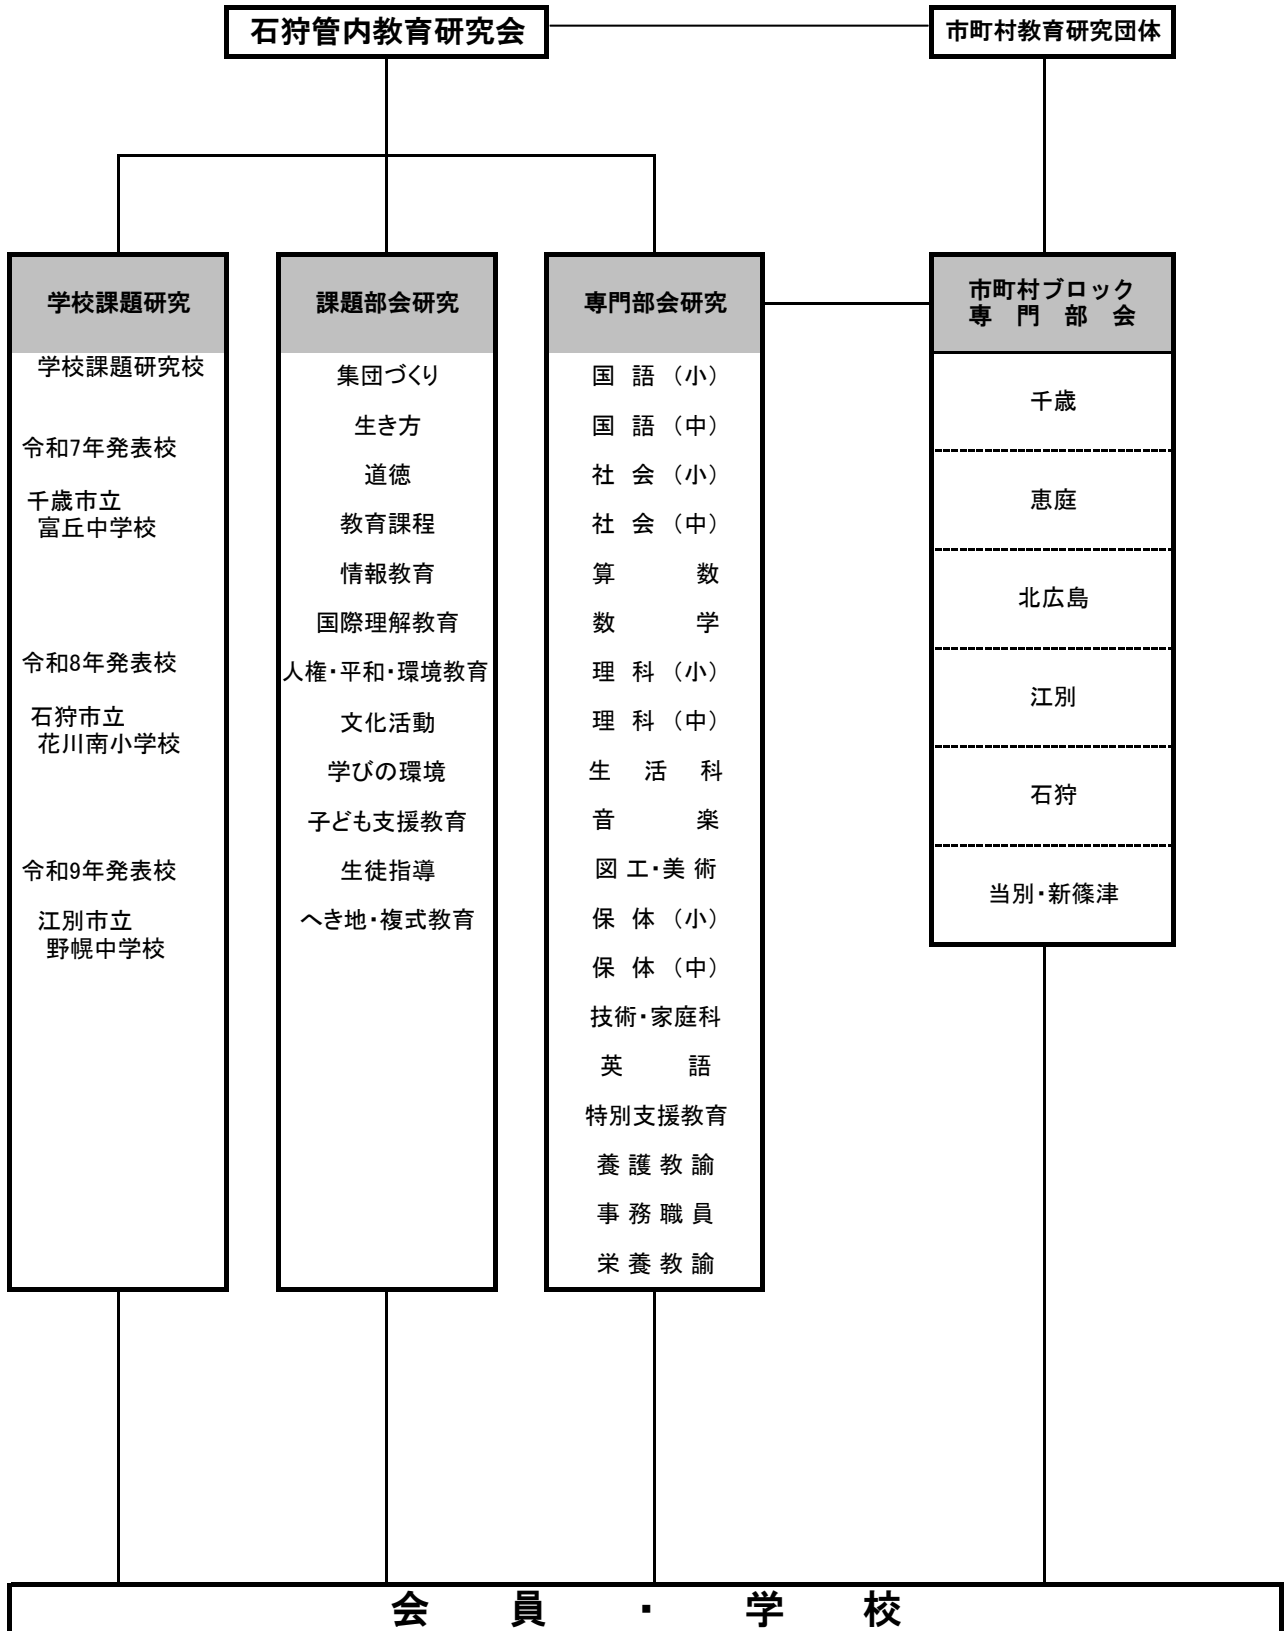 石狩管内教育研究会
市町村教育研究団体
学校課題研究
学校課題研究校
令和7年発表校
千歳市立
富丘中学校
令和8年発表校
石狩市立
花川南小学校
令和9年発表校
江別市立
野幌中学校
課題部会研究
集団づくり
生き方
道徳
教育課程
情報教育
国際理解教育
人権・平和・環境教育
文化活動
学びの環境
子ども支援教育
生徒指導
へき地・複式教育
専門部会研究
国 語 （小）
国 語 （中）
社 会 （小）
社 会 （中）
算 数
数 学
理 科 （小）
理 科 （中）
生 活 科
音 楽
図 工・美 術
保 体 （小）
保 体 （中）
技術・家庭科
英 語
特別支援教育
養 護 教 諭
事 務 職 員
栄 養 教 諭
市町村ブロック
専 門 部 会
千歳
恵庭
北広島
江別
石狩
当別・新篠津
会 員 ・ 学 校